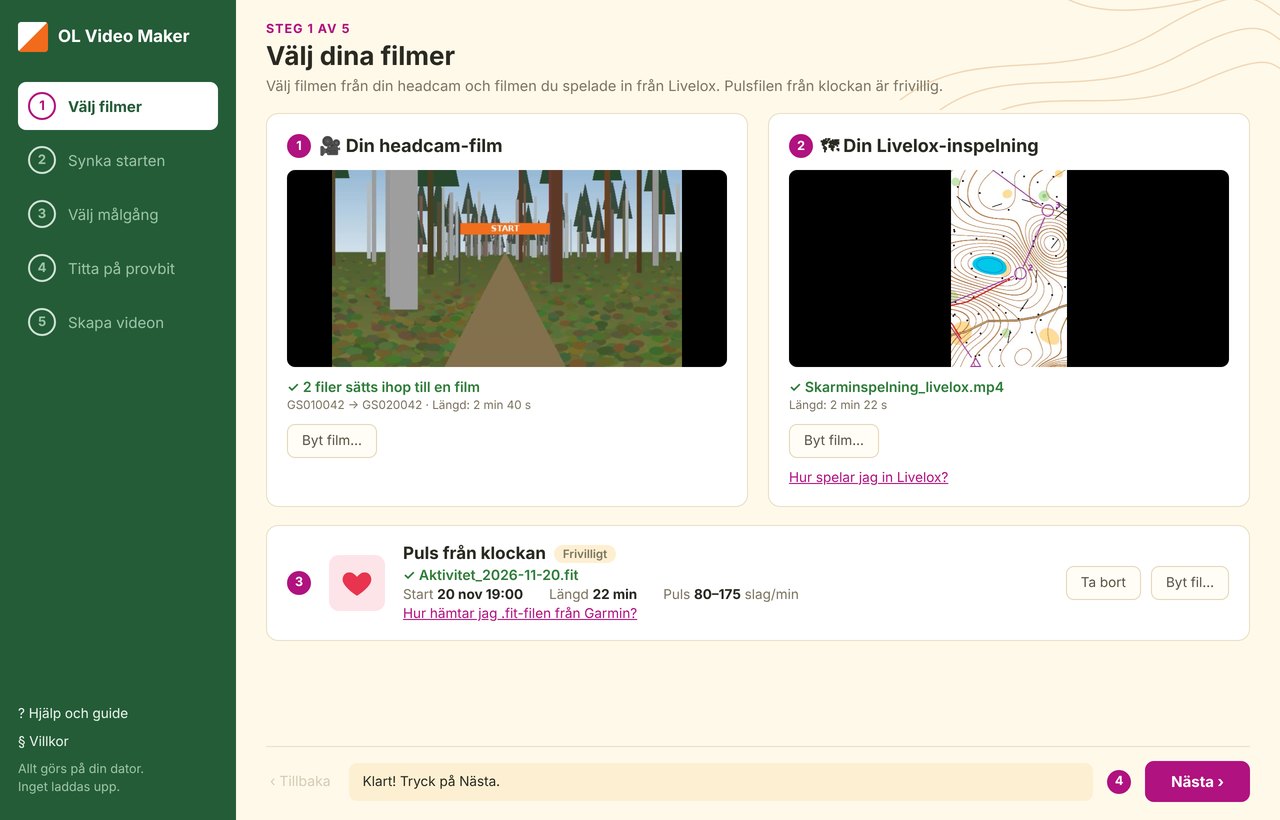 OL Video Maker
1 Välj filmer
2 Synka starten
3 Välj målgång
4 Titta på provbit
5 Skapa videon
? Hjälp och guide
§ Villkor
Allt görs på din dator.
Inget laddas upp.
STEG 1 AV 5
Välj dina filmer
Välj filmen från din headcam och filmen du spelade in från Livelox. Pulsfilen från klockan är frivillig.
1 🎥 Din headcam-film
START
✓ 2 filer sätts ihop till en film
GS010042 → GS020042 · Längd: 2 min 40 s
Byt film...
2 🗺 Din Livelox-inspelning
3
2
✓ Skarminspelning_livelox.mp4
Längd: 2 min 22 s
Byt film...
Hur spelar jag in Livelox?
3
Puls från klockan Frivilligt
✓ Aktivitet_2026-11-20.fit
Start 20 nov 19:00 Längd 22 min Puls 80–175 slag/min
Hur hämtar jag .fit-filen från Garmin?
Ta bort Byt fil...
‹ Tillbaka Klart! Tryck på Nästa. 4 Nästa ›